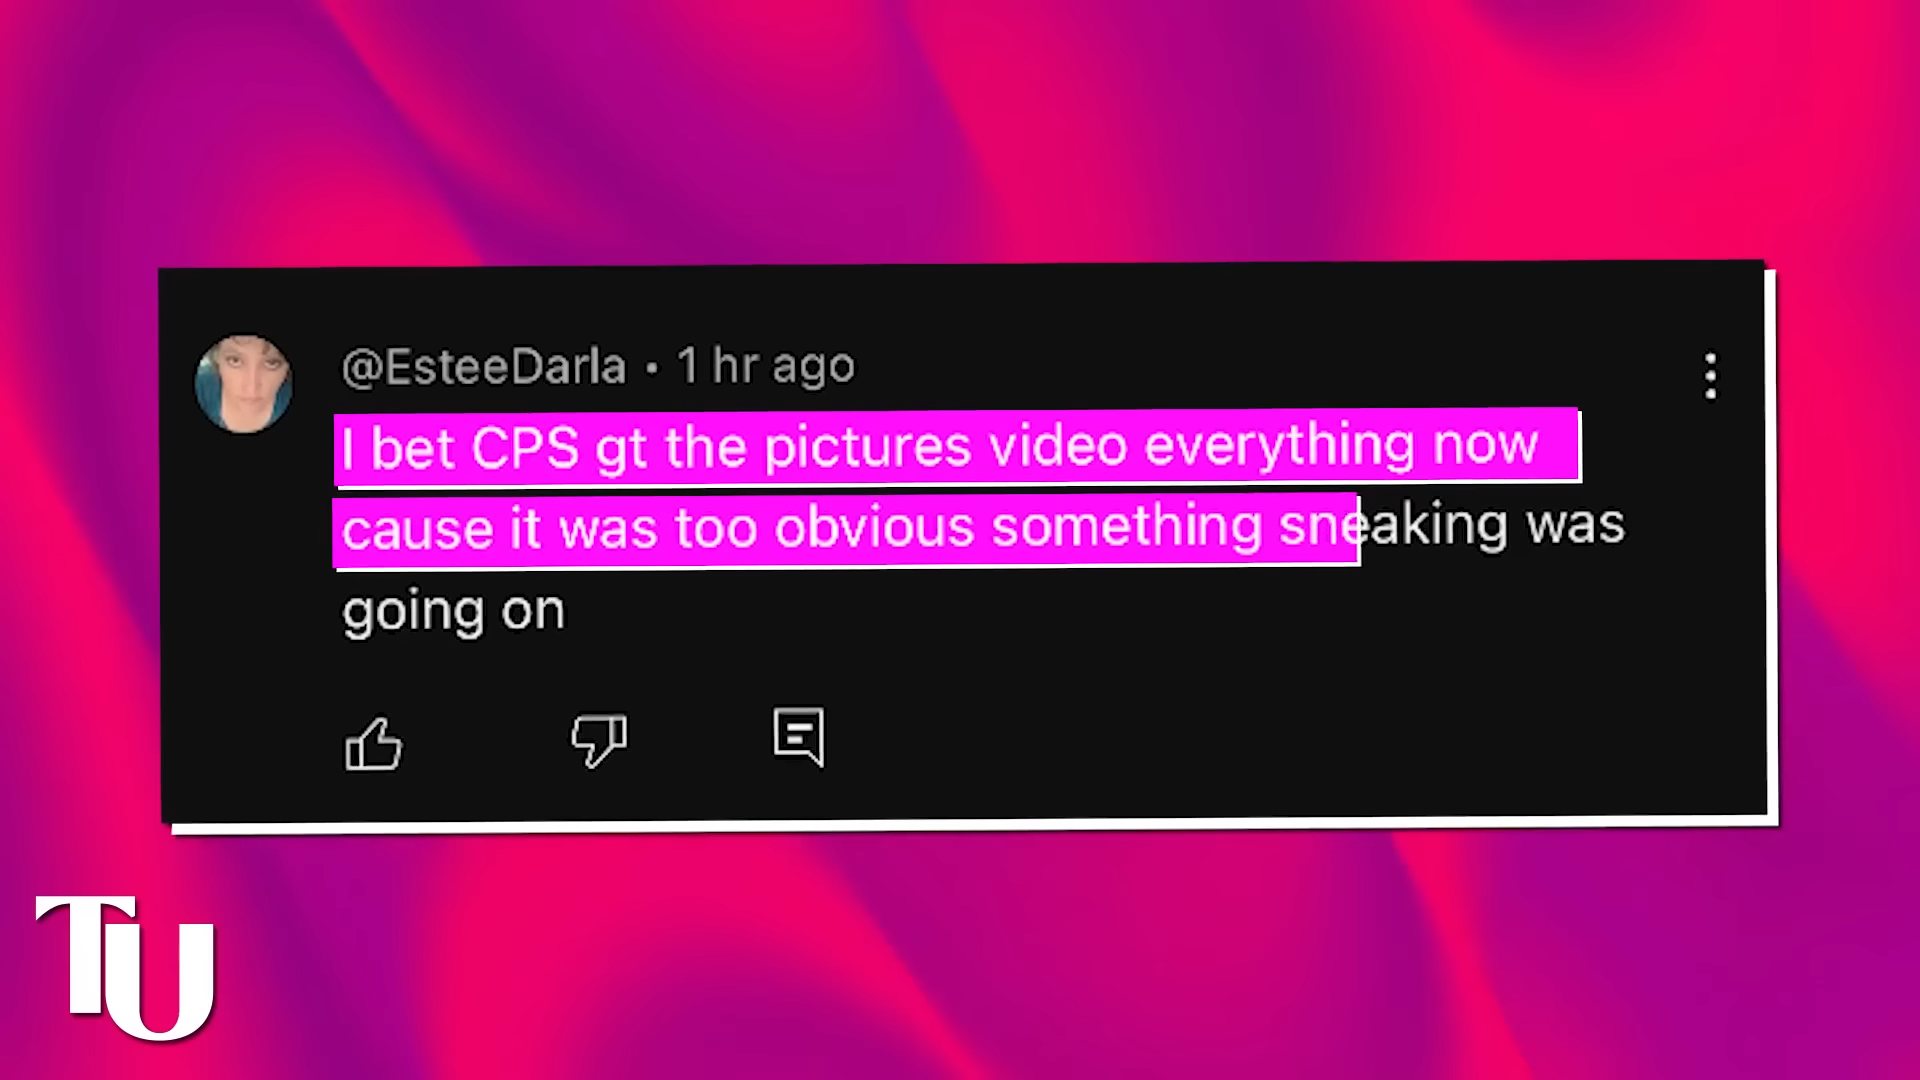 @EsteeDarla • 1 hr ago
I bet CPS gt the pictures video everything now
cause it was too obvious something sneaking was
going on
TU